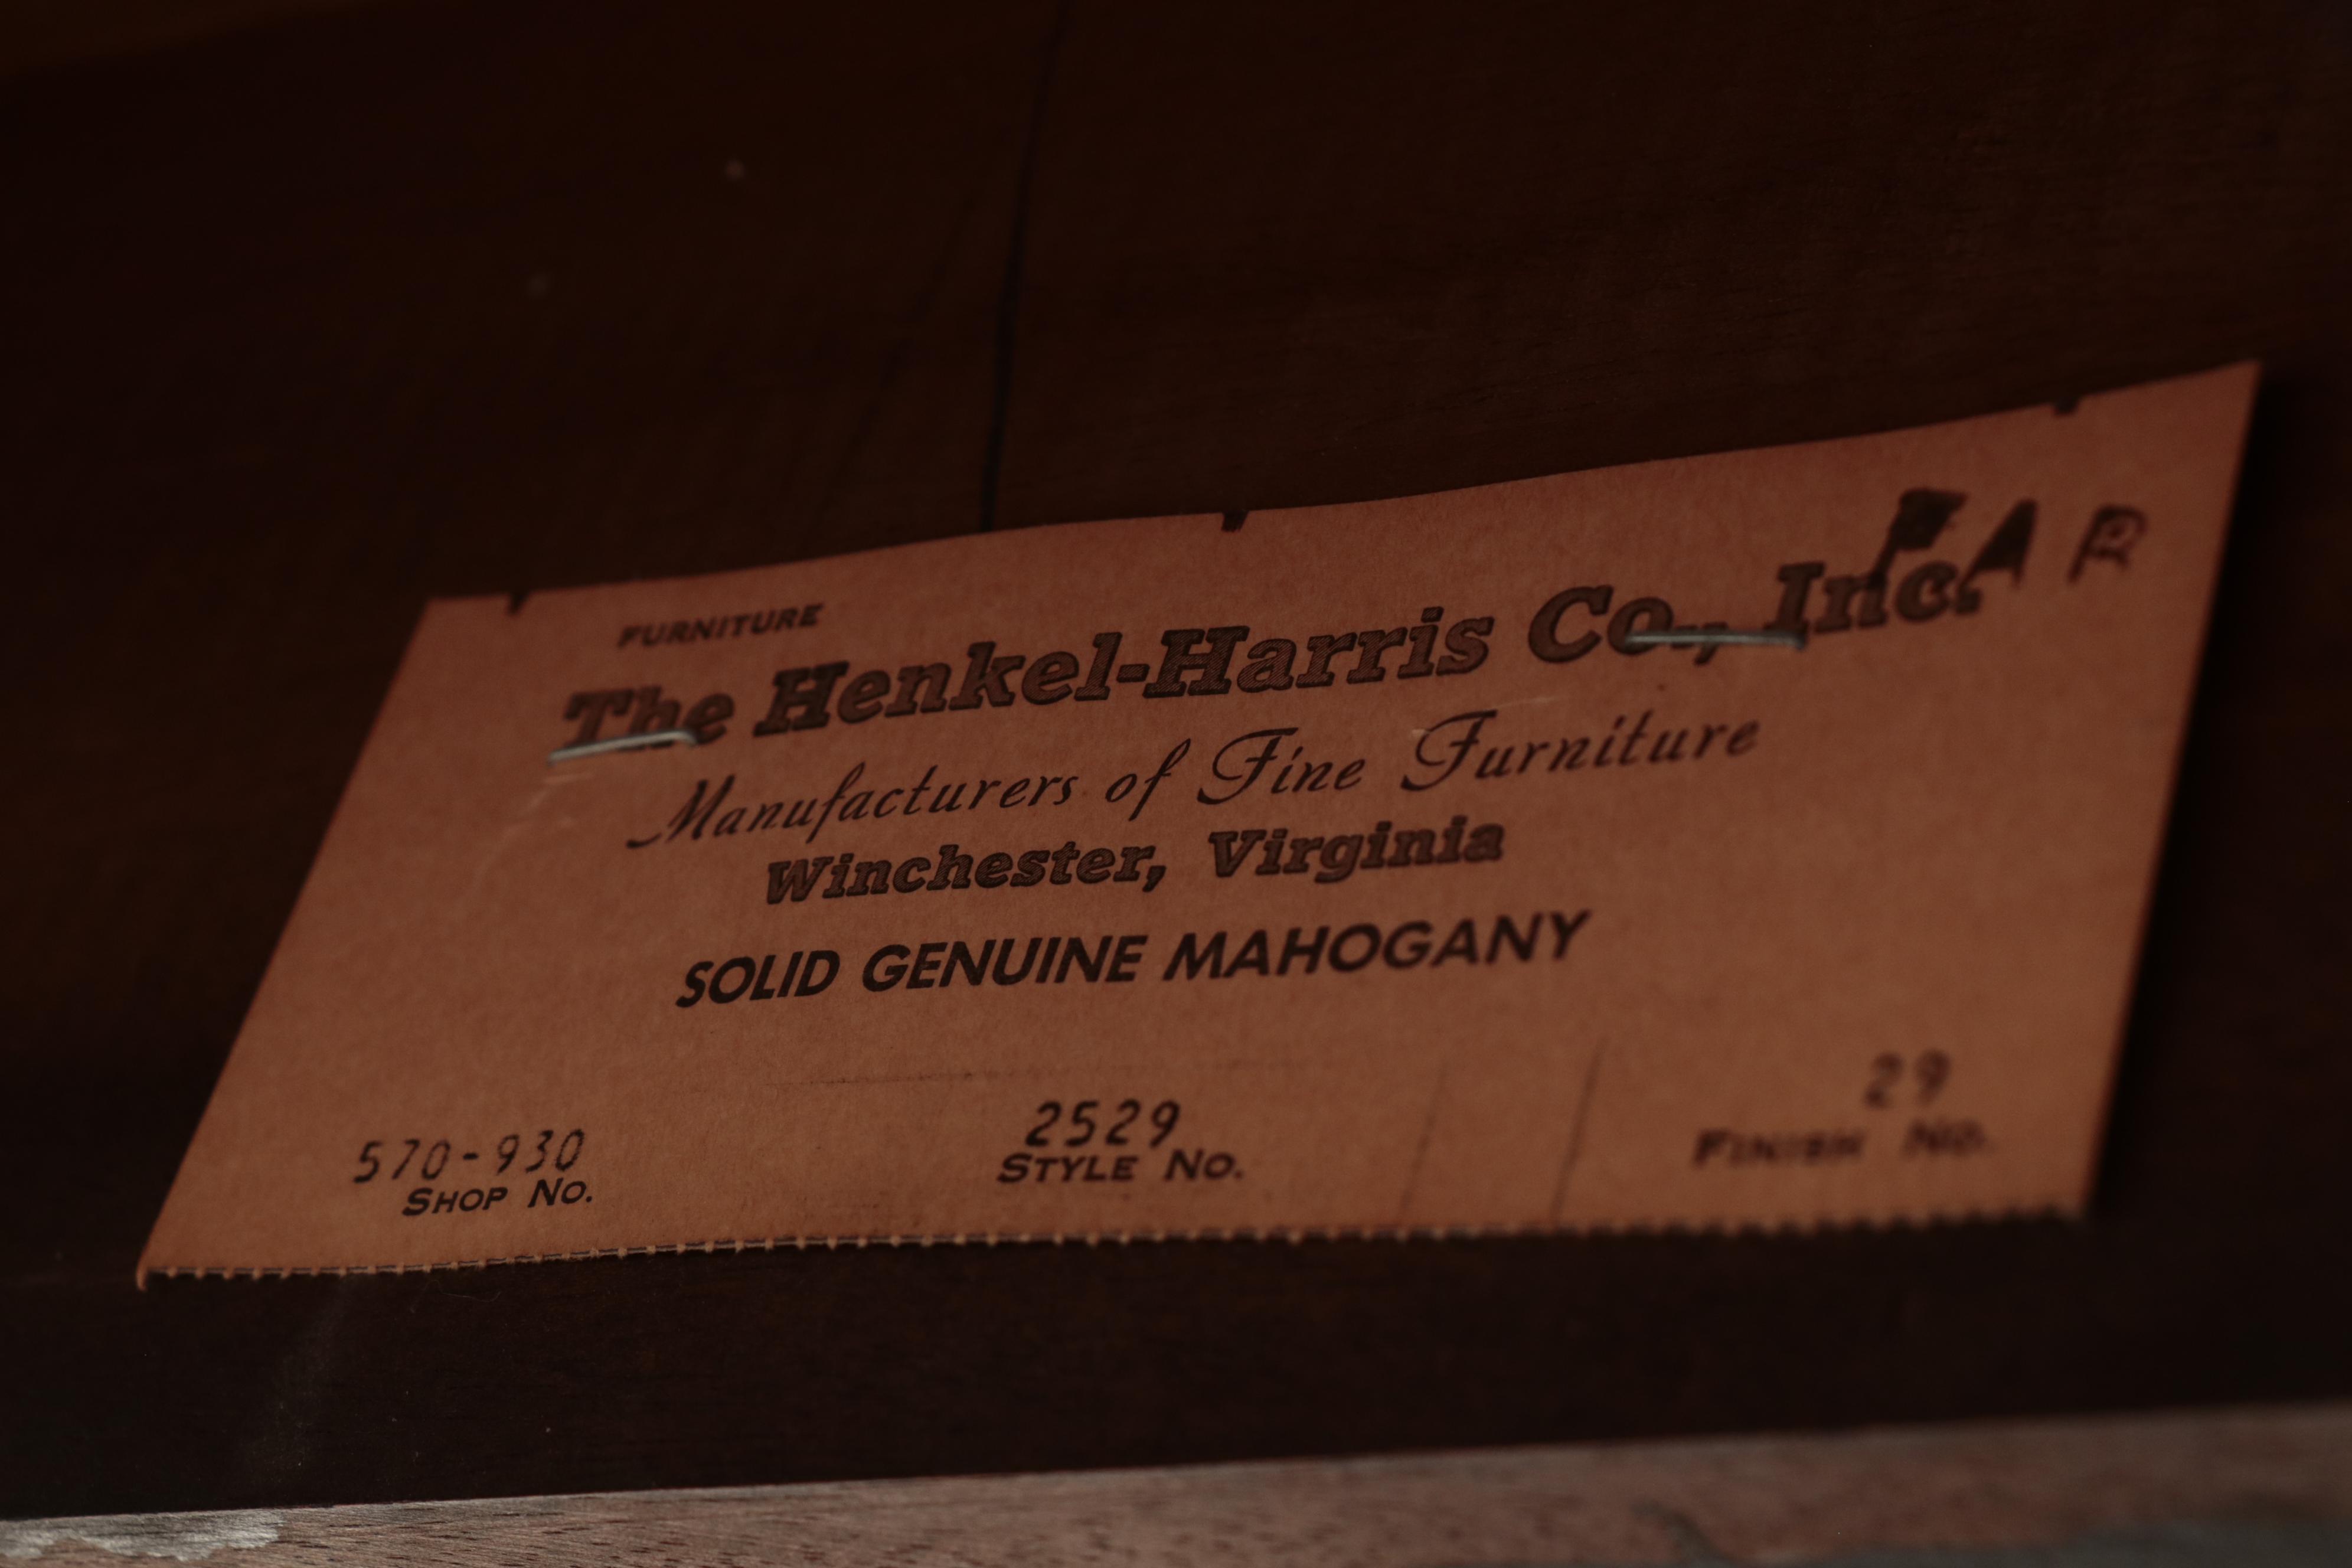 FURNITURE
The Henkel-Harris Co., Inc.
Manufacturers of Fine Furniture
Winchester, Virginia
SOLID GENUINE MAHOGANY
570-930 2529 29
SHOP No. STYLE No. FINISH No.